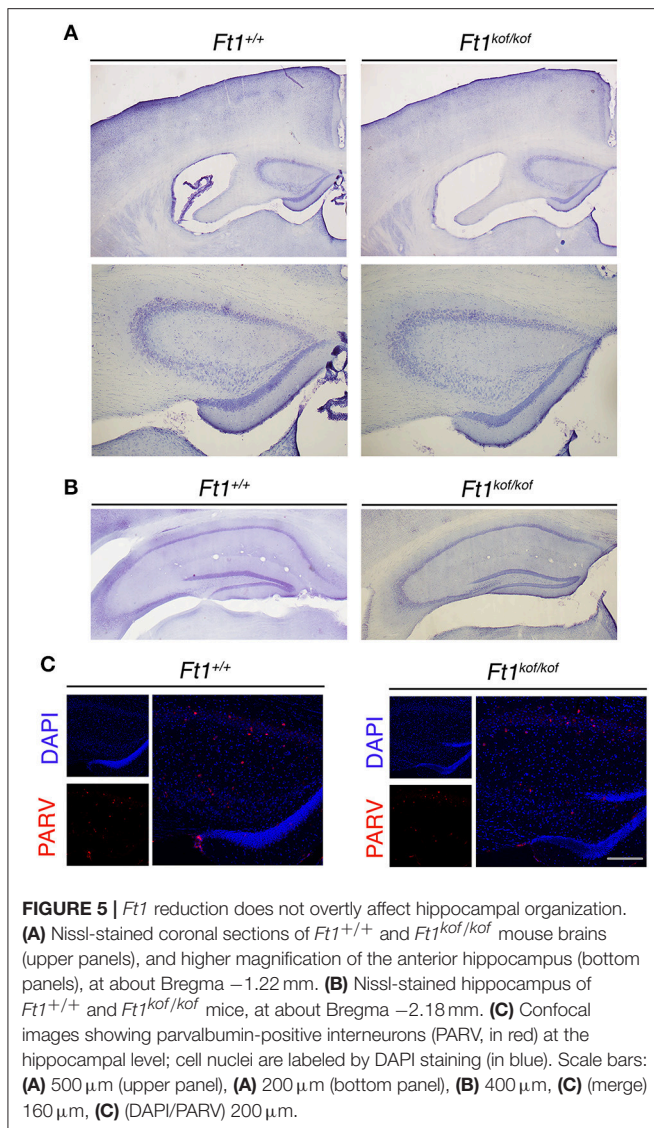 A
Ft1+/+ Ft1kof/kof
B
Ft1+/+ Ft1kof/kof
C
Ft1+/+ Ft1kof/kof
DAPI DAPI
PARV PARV
FIGURE 5 | Ft1 reduction does not overtly affect hippocampal organization.
(A) Nissl-stained coronal sections of Ft1+/+ and Ft1kof/kof mouse brains
(upper panels), and higher magnification of the anterior hippocampus (bottom
panels), at about Bregma −1.22 mm. (B) Nissl-stained hippocampus of
Ft1+/+ and Ft1kof/kof mice, at about Bregma −2.18 mm. (C) Confocal
images showing parvalbumin-positive interneurons (PARV, in red) at the
hippocampal level; cell nuclei are labeled by DAPI staining (in blue). Scale bars:
(A) 500 μm (upper panel), (A) 200 μm (bottom panel), (B) 400 μm, (C) (merge)
160 μm, (C) (DAPI/PARV) 200 μm.